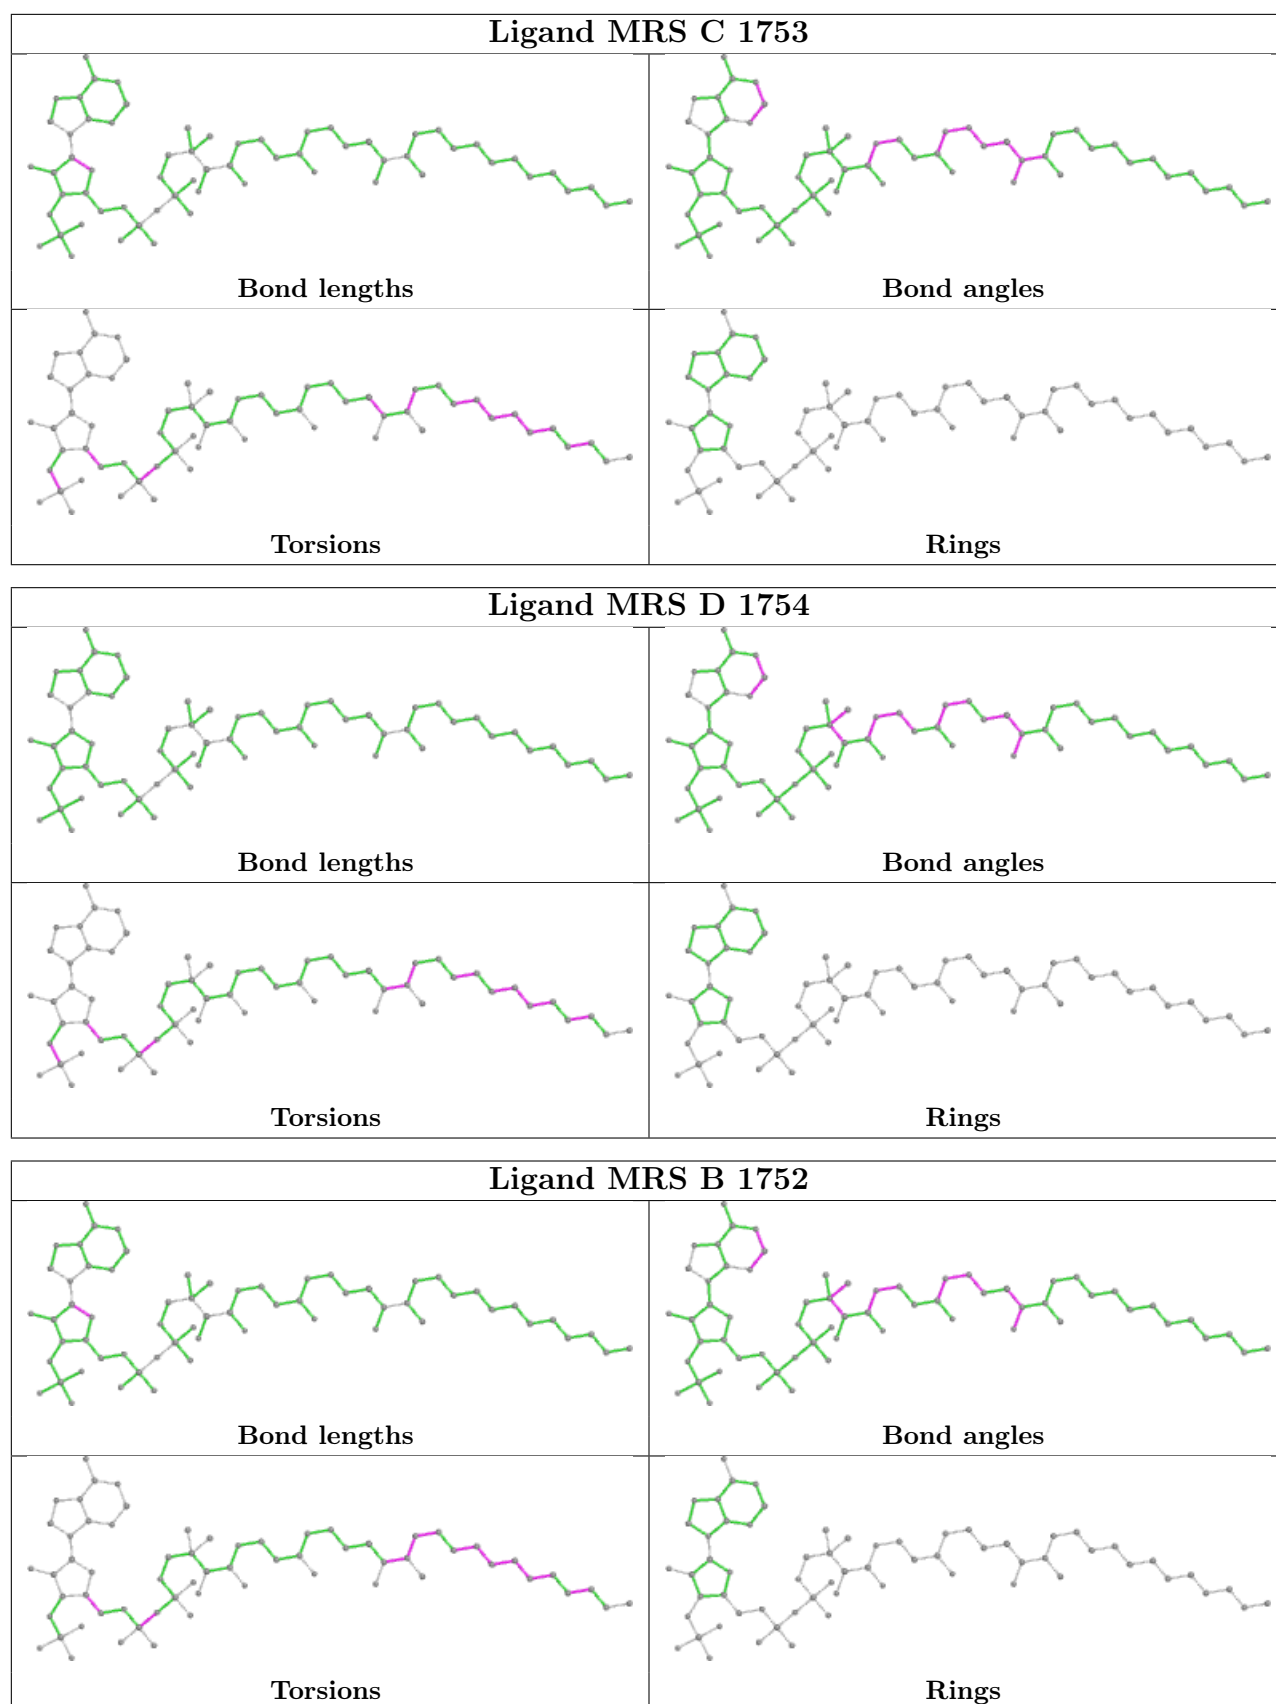 Ligand MRS C 1753
Bond lengths
Bond angles
Torsions
Rings
Ligand MRS D 1754
Bond lengths
Bond angles
Torsions
Rings
Ligand MRS B 1752
Bond lengths
Bond angles
Torsions
Rings